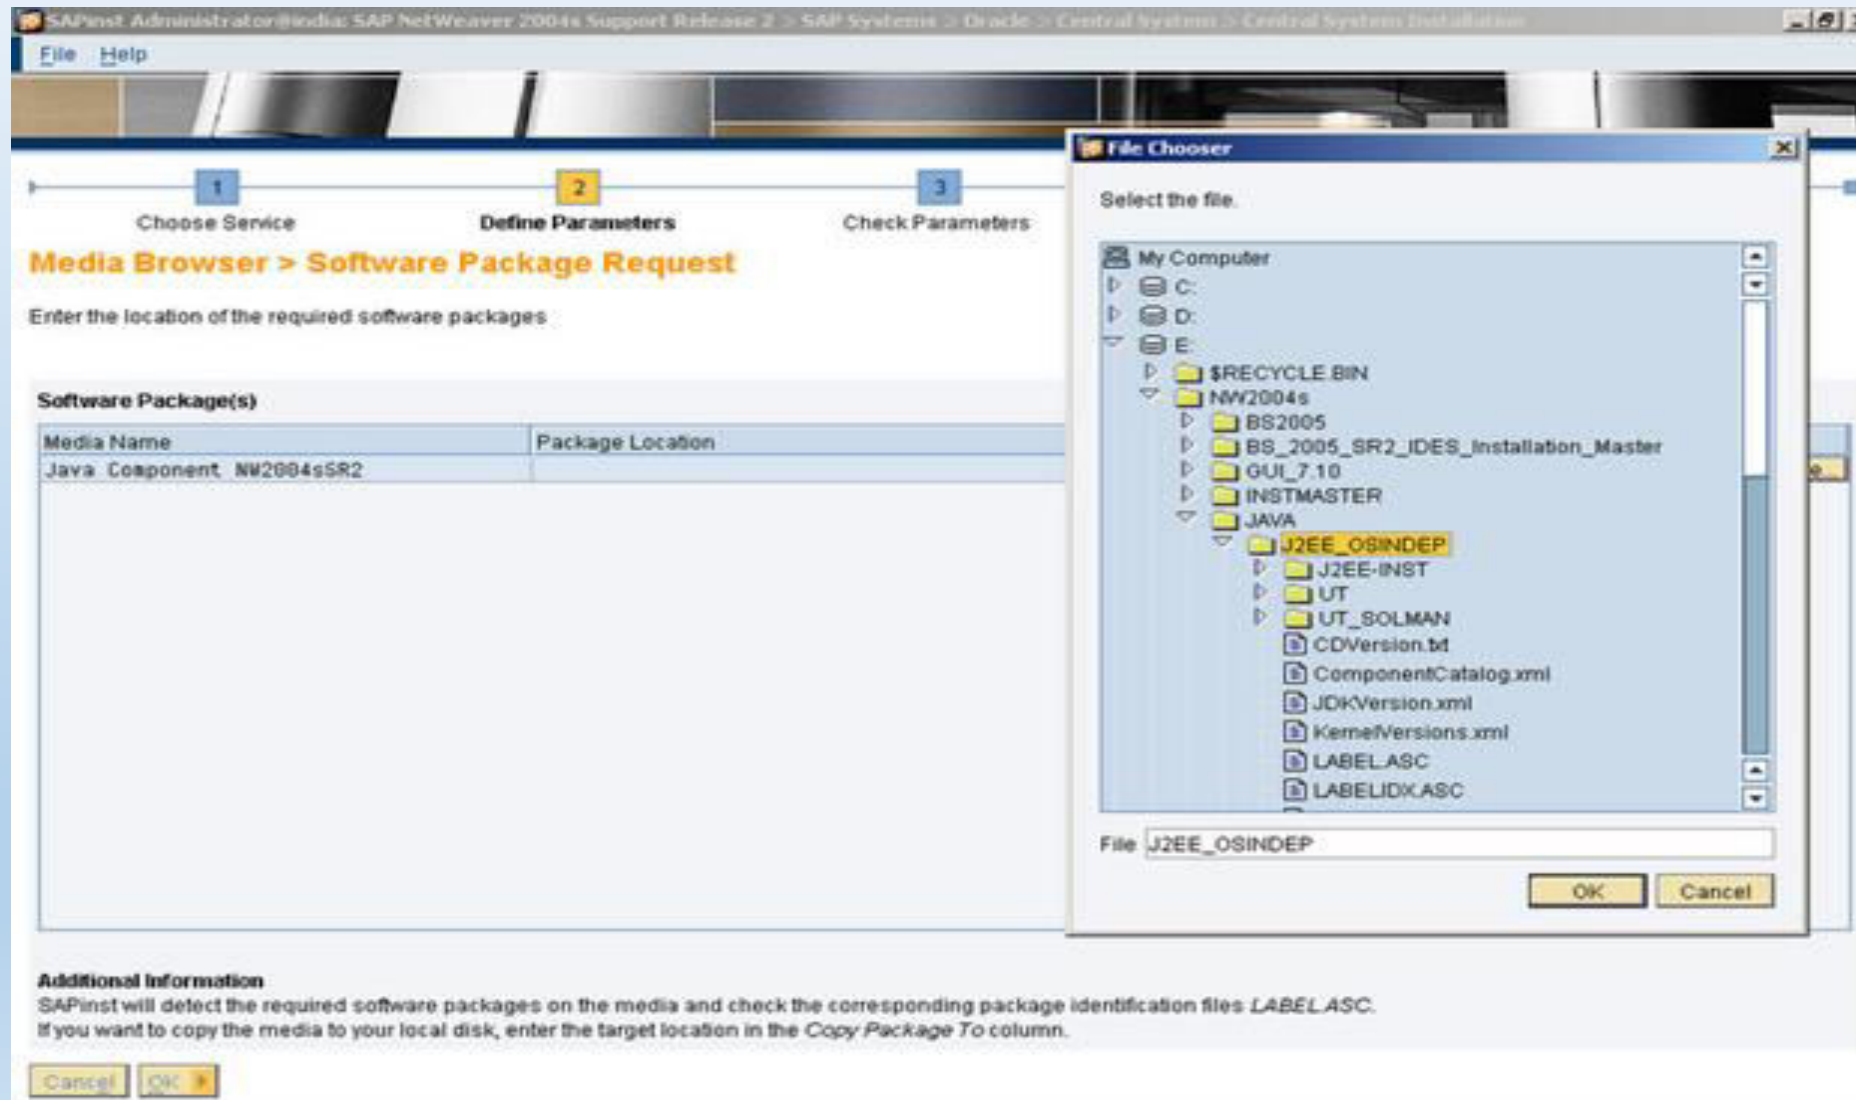 SAPinst Administrator@india: SAP NetWeaver 2004s Support Release 2 > SAP Systems > Oracle > Central System > Central System Installation
File Help
1 2 3
Choose Service Define Parameters Check Parameters
Media Browser > Software Package Request
Enter the location of the required software packages
Software Package(s)
Media Name Package Location
Java Component NW2004sSR2
File Chooser
Select the file.
My Computer
C:
D:
E:
$RECYCLE.BIN
NW2004s
BS2005
BS_2005_SR2_IDES_Installation_Master
GUI_7.10
INSTMASTER
JAVA
J2EE_OSINDEP
J2EE-INST
UT
UT_SOLMAN
CDVersion.txt
ComponentCatalog.xml
JDKVersion.xml
KernelVersions.xml
LABEL.ASC
LABELIDX.ASC
File J2EE_OSINDEP
OK Cancel
Additional Information
SAPinst will detect the required software packages on the media and check the corresponding package identification files LABEL.ASC.
If you want to copy the media to your local disk, enter the target location in the Copy Package To column.
Cancel OK